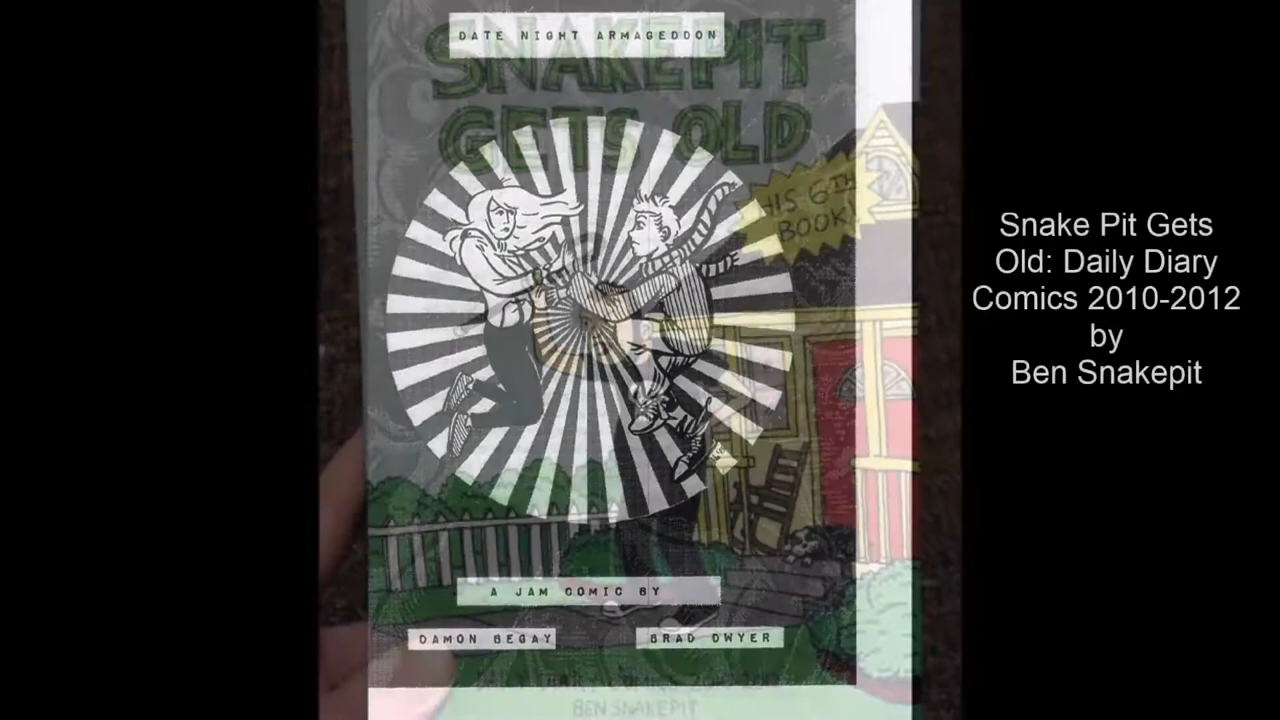 DATE NIGHT ARMAGEDDON
SNAKEPIT
GETS OLD
HIS 6TH
BOOK!
Snake Pit Gets
Old: Daily Diary
Comics 2010-2012
by
Ben Snakepit
A JAM COMIC BY
DAMON BEGAY
BRAD DWYER
BEN SNAKEPIT